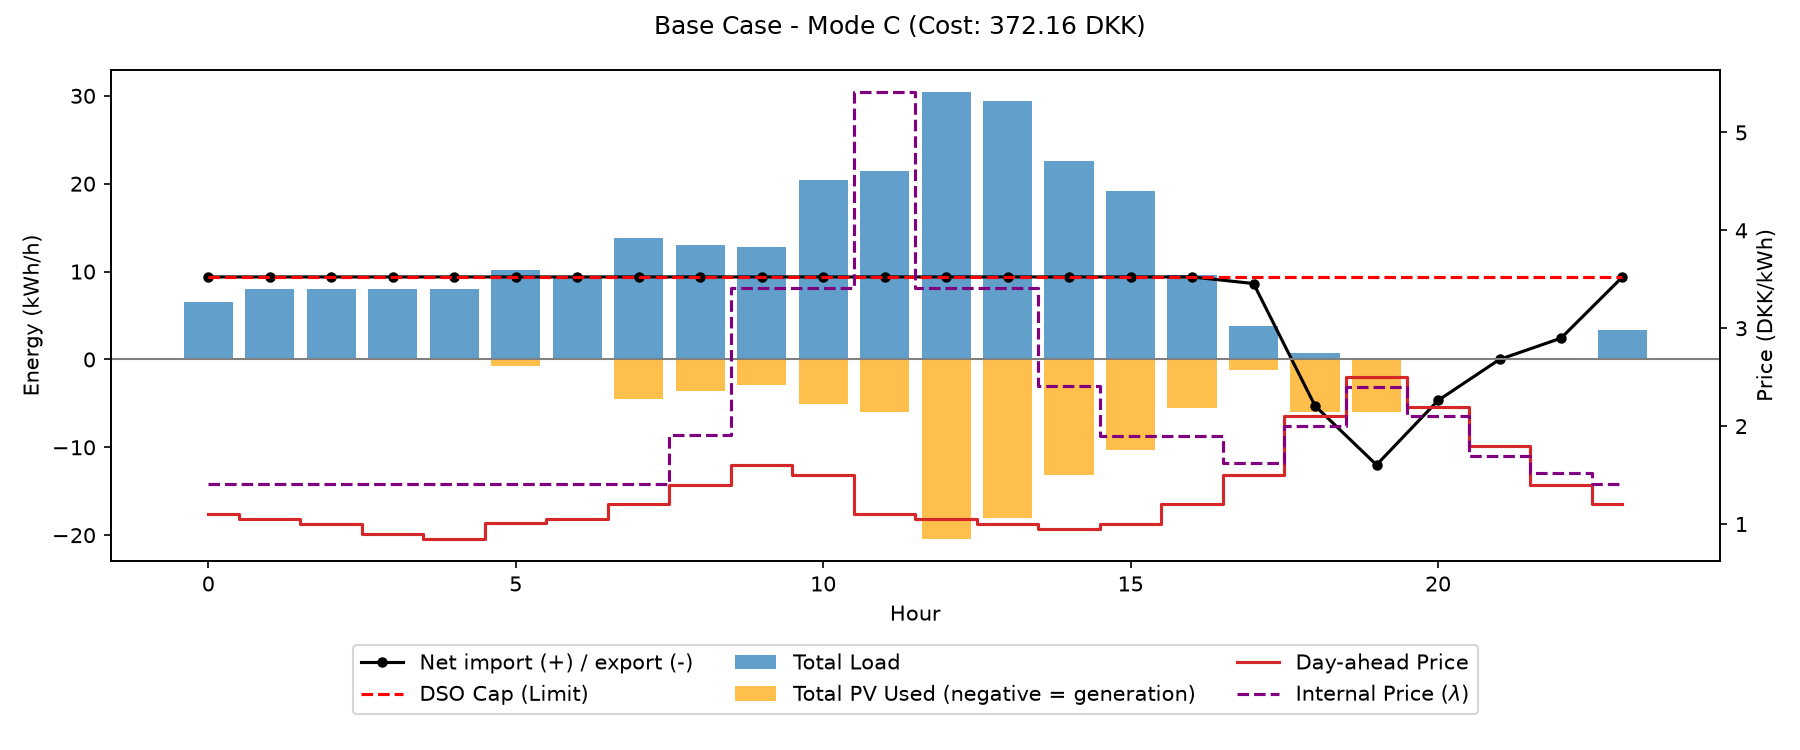 Base Case - Mode C (Cost: 372.16 DKK)
30
20
10
0
−10
−20
Energy (kWh/h)
5
4
3
2
1
Price (DKK/kWh)
0 5 10 15 20
Hour
Net import (+) / export (-) Total Load Day-ahead Price
DSO Cap (Limit) Total PV Used (negative = generation) Internal Price (λ)